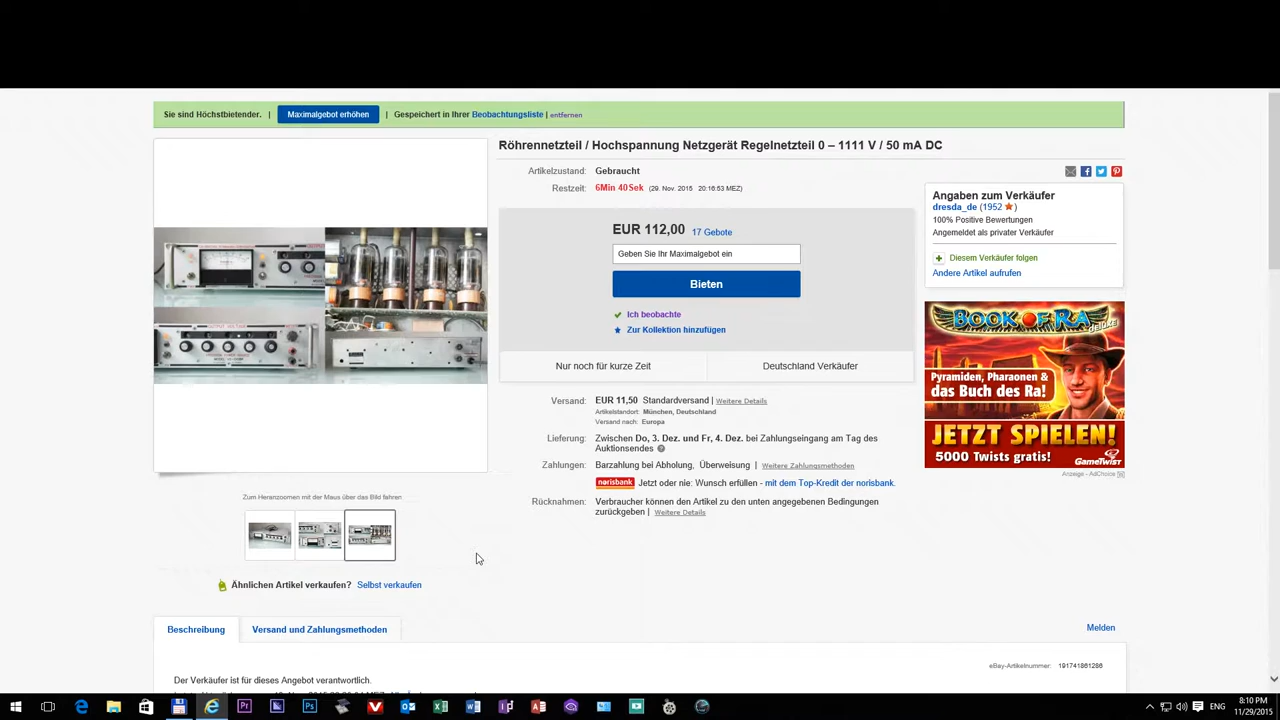 Sie sind Höchstbietender. | Maximalgebot erhöhen | Gespeichert in Ihrer Beobachtungsliste | entfernen
Röhrennetzteil / Hochspannung Netzgerät Regelnetzteil 0 – 1111 V / 50 mA DC
Artikelzustand: Gebraucht
Restzeit: 6Min 40Sek (29. Nov. 2015 20:16:53 MEZ)
EUR 112,00 17 Gebote
Geben Sie Ihr Maximalgebot ein
Bieten
Ich beobachte
Zur Kollektion hinzufügen
Nur noch für kurze Zeit
Deutschland Verkäufer
Versand: EUR 11,50 Standardversand | Weitere Details
Artikelstandort: München, Deutschland
Versand nach: Europa
Lieferung: Zwischen Do, 3. Dez. und Fr, 4. Dez. bei Zahlungseingang am Tag des
Auktionsendes
Zahlungen: Barzahlung bei Abholung, Überweisung | Weitere Zahlungsmethoden
norisbank Jetzt oder nie: Wunsch erfüllen - mit dem Top-Kredit der norisbank.
Rücknahmen: Verbraucher können den Artikel zu den unten angegebenen Bedingungen
zurückgeben | Weitere Details
Angaben zum Verkäufer
dresda_de (1952)
100% Positive Bewertungen
Angemeldet als privater Verkäufer
Diesem Verkäufer folgen
Andere Artikel aufrufen
BOOK OF RA
deluxe
Pyramiden, Pharaonen &
das Buch des Ra!
JETZT SPIELEN!
5000 Twists gratis!
GameTwist
Anzeige - AdChoice
Zum Heranzoomen mit der Maus über das Bild fahren
Ähnlichen Artikel verkaufen? Selbst verkaufen
Beschreibung
Versand und Zahlungsmethoden
Melden
eBay-Artikelnummer: 191741861286
Der Verkäufer ist für dieses Angebot verantwortlich.
ENG
8:10 PM
11/29/2015